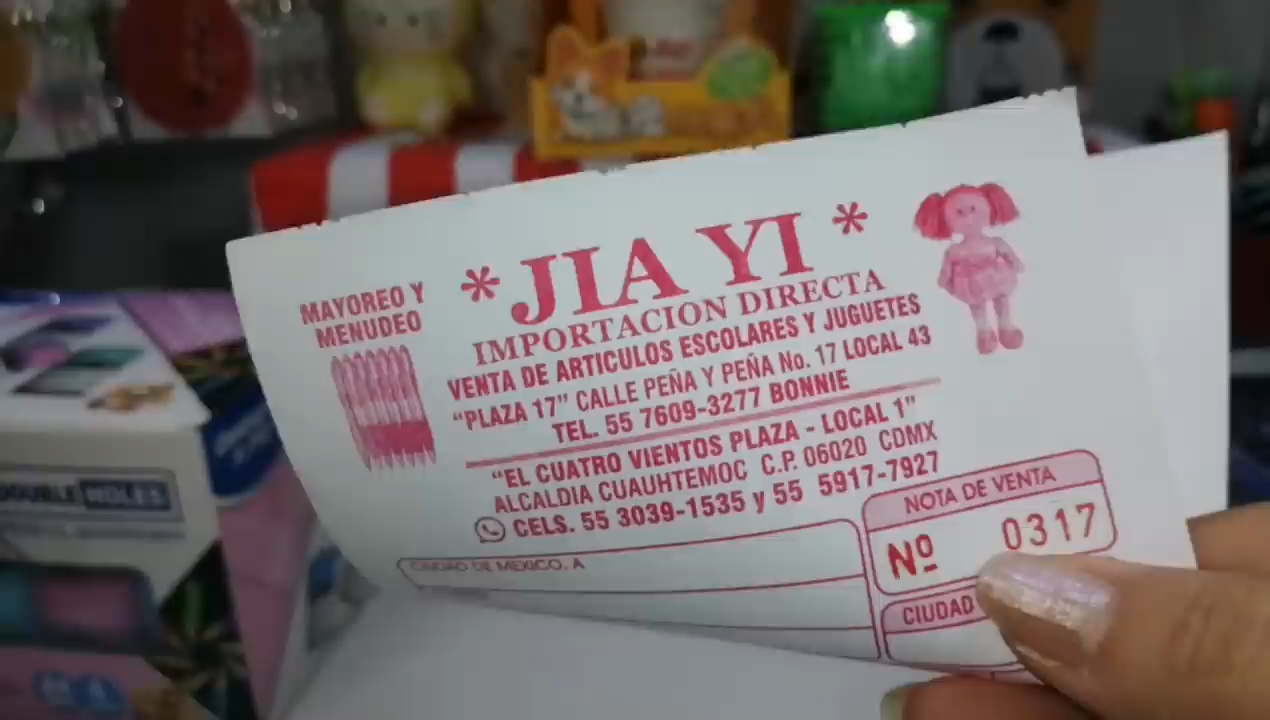 MAYOREO Y
MENUDEO
*JIA YI*
IMPORTACION DIRECTA
VENTA DE ARTICULOS ESCOLARES Y JUGUETES
"PLAZA 17" CALLE PEÑA Y PEÑA No. 17 LOCAL 43
TEL. 55 7609-3277 BONNIE
"EL CUATRO VIENTOS PLAZA - LOCAL 1"
ALCALDIA CUAUHTEMOC C.P. 06020 CDMX
CELS. 55 3039-1535 y 55 5917-7927
NOTA DE VENTA
Nº 0317
CIUDAD DE MEXICO, A
CIUDAD
DOUBLE HOLES